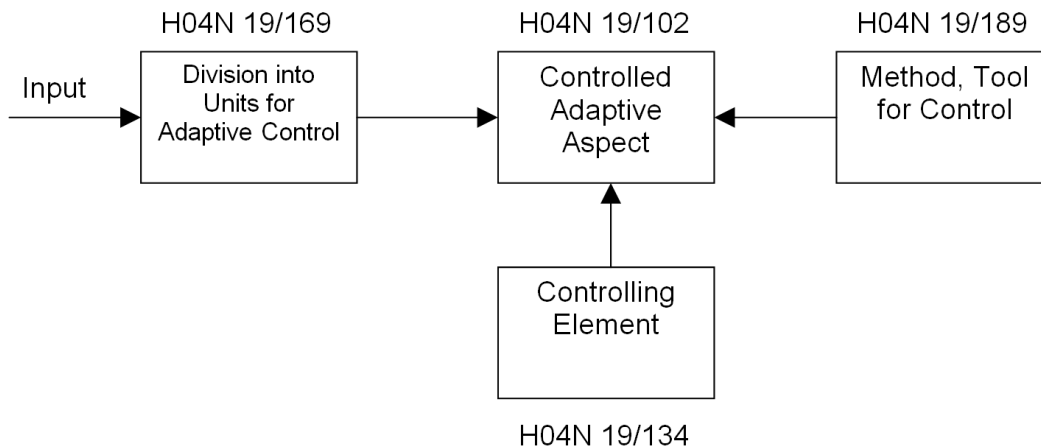 H04N 19/169
H04N 19/102
H04N 19/189
Input
Division into
Units for
Adaptive Control
Controlled
Adaptive
Aspect
Method, Tool
for Control
Controlling
Element
H04N 19/134